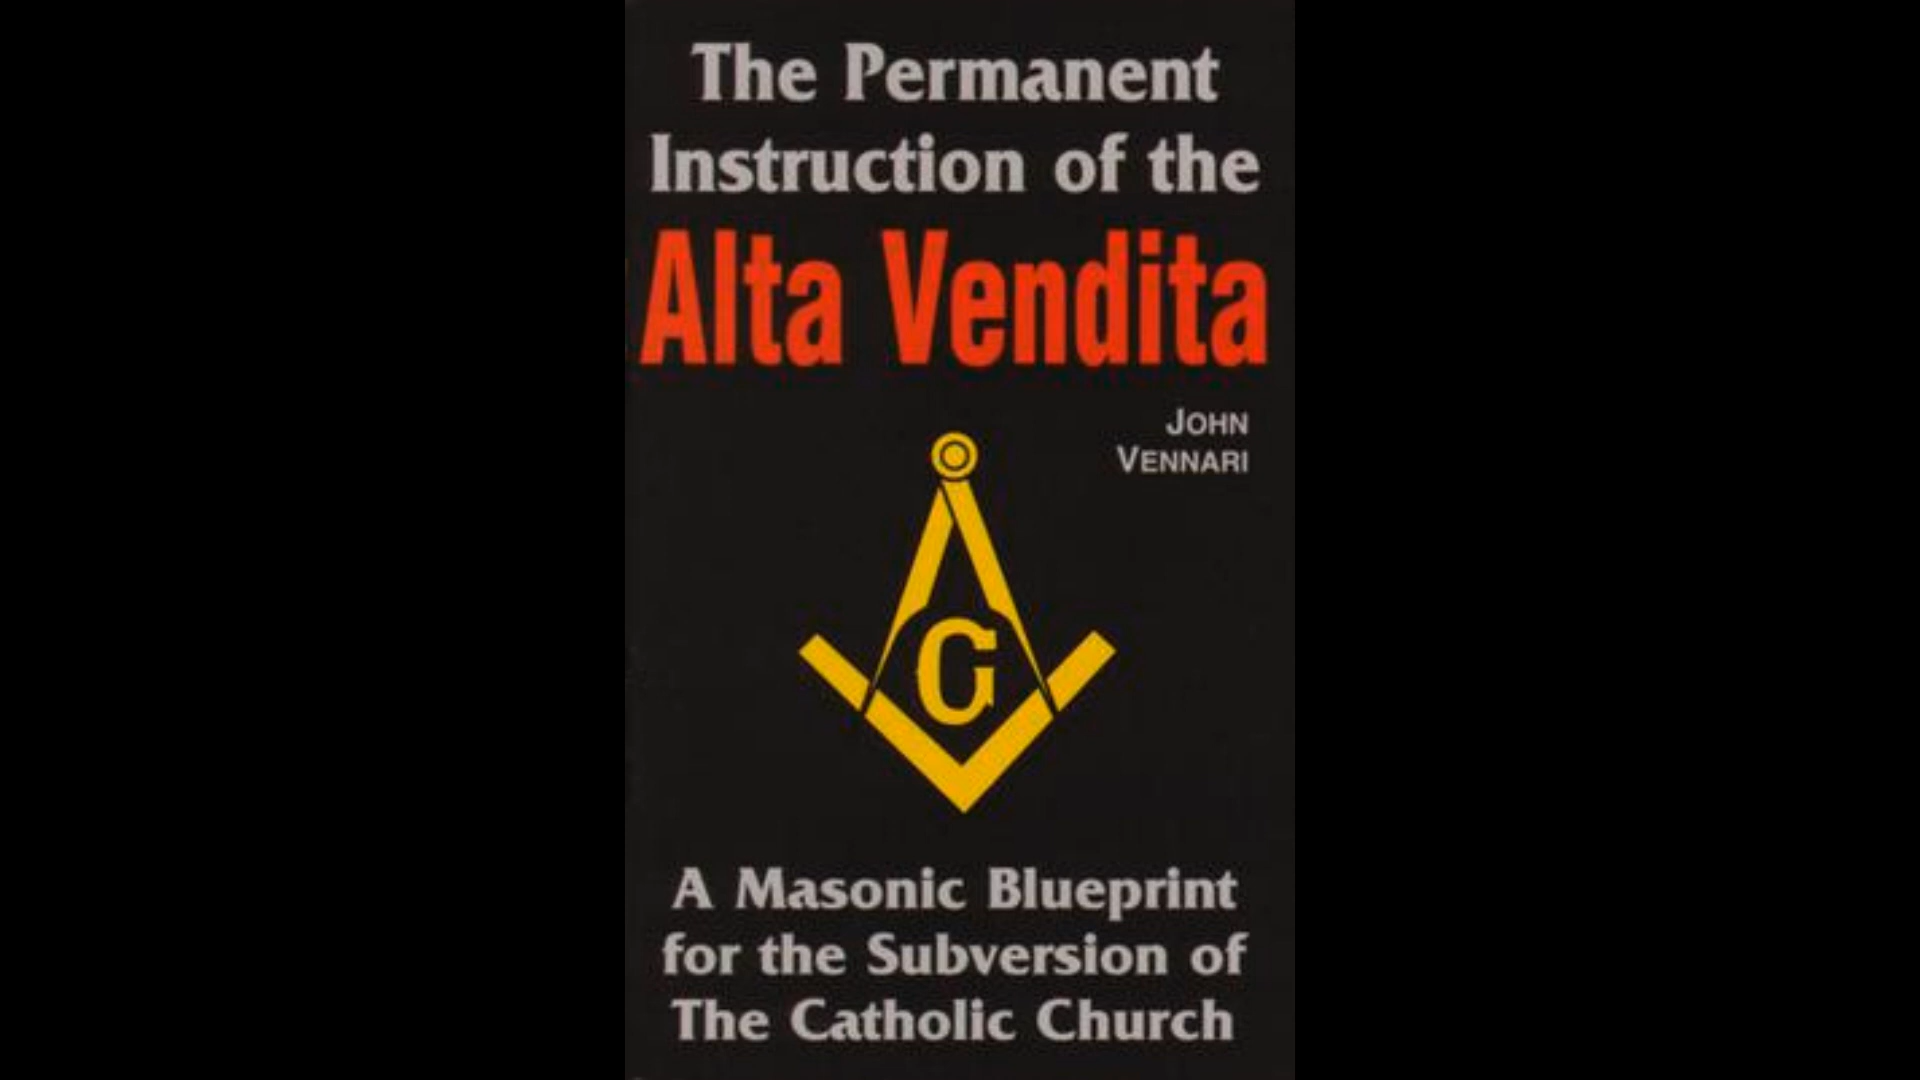 The Permanent
Instruction of the
Alta Vendita
JOHN
VENNARI
G
A Masonic Blueprint
for the Subversion of
The Catholic Church